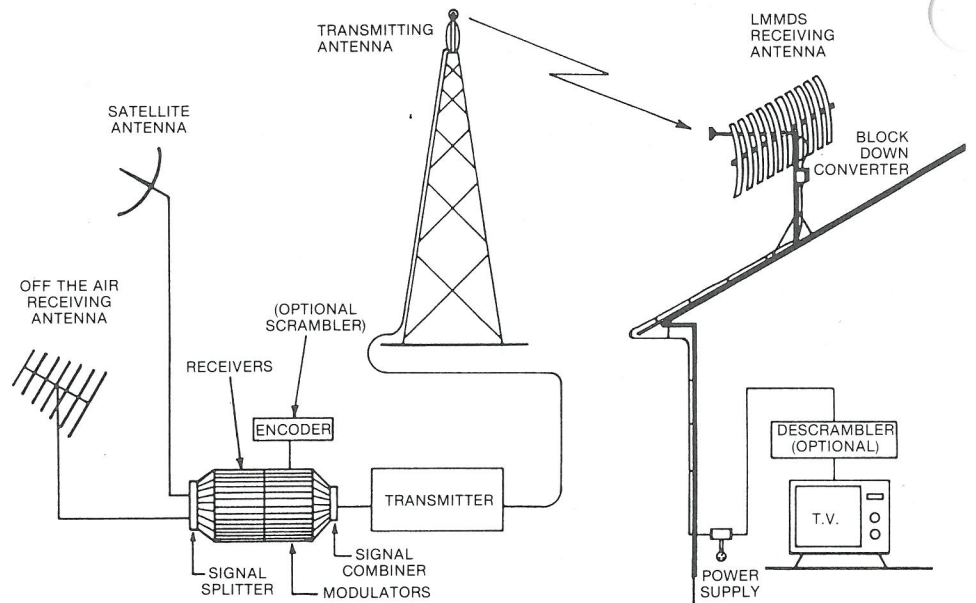 TRANSMITTING
ANTENNA
LMMDS
RECEIVING
ANTENNA
SATELLITE
ANTENNA
BLOCK
DOWN
CONVERTER
OFF THE AIR
RECEIVING
ANTENNA
(OPTIONAL
SCRAMBLER)
RECEIVERS
ENCODER
DESCRAMBLER
(OPTIONAL)
TRANSMITTER
T.V.
SIGNAL
SPLITTER
MODULATORS
SIGNAL
COMBINER
POWER
SUPPLY